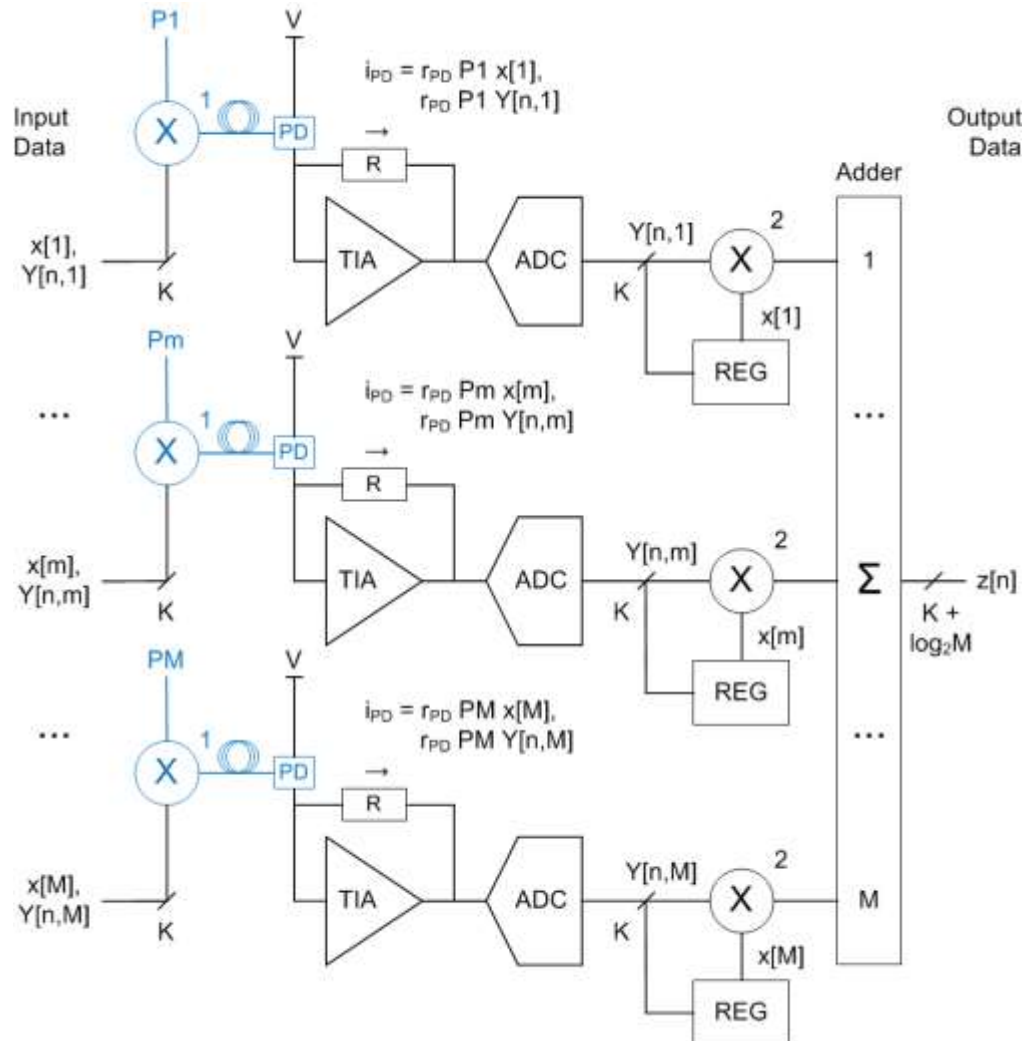 P1
V
i_PD = r_PD P1 x[1],
r_PD P1 Y[n,1]
Input
Data
1
X
PD
→
R
Output
Data
Adder
x[1],
Y[n,1]
K
TIA
ADC
Y[n,1]
K
2
X
1
x[1]
REG
Pm
V
i_PD = r_PD Pm x[m],
r_PD Pm Y[n,m]
...
1
X
PD
→
R
...
x[m],
Y[n,m]
K
TIA
ADC
Y[n,m]
K
2
X
Σ
z[n]
K +
log₂M
x[m]
REG
PM
V
i_PD = r_PD PM x[M],
r_PD PM Y[n,M]
...
1
X
PD
→
R
...
x[M],
Y[n,M]
K
TIA
ADC
Y[n,M]
K
2
X
M
x[M]
REG